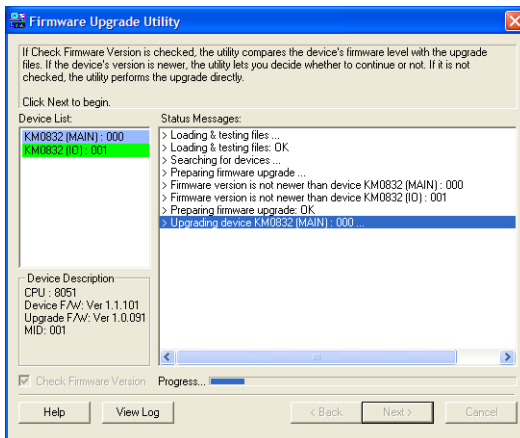 Firmware Upgrade Utility
If Check Firmware Version is checked, the utility compares the device's firmware level with the upgrade
files. If the device's version is newer, the utility lets you decide whether to continue or not. If it is not
checked, the utility performs the upgrade directly.
Click Next to begin.
Device List:
KM0832 (MAIN) : 000
KM0832 (IO) : 001
Status Messages:
> Loading & testing files ...
> Loading & testing files: OK
> Searching for devices ...
> Preparing firmware upgrade ...
> Firmware version is not newer than device KM0832 (MAIN) : 000
> Firmware version is not newer than device KM0832 (IO) : 001
> Preparing firmware upgrade: OK
> Upgrading device KM0832 (MAIN) : 000 ...
Device Description
CPU : 8051
Device F/W: Ver 1.1.101
Upgrade F/W: Ver 1.0.091
MID: 001
Check Firmware Version
Progress...
Help
View Log
< Back
Next >
Cancel